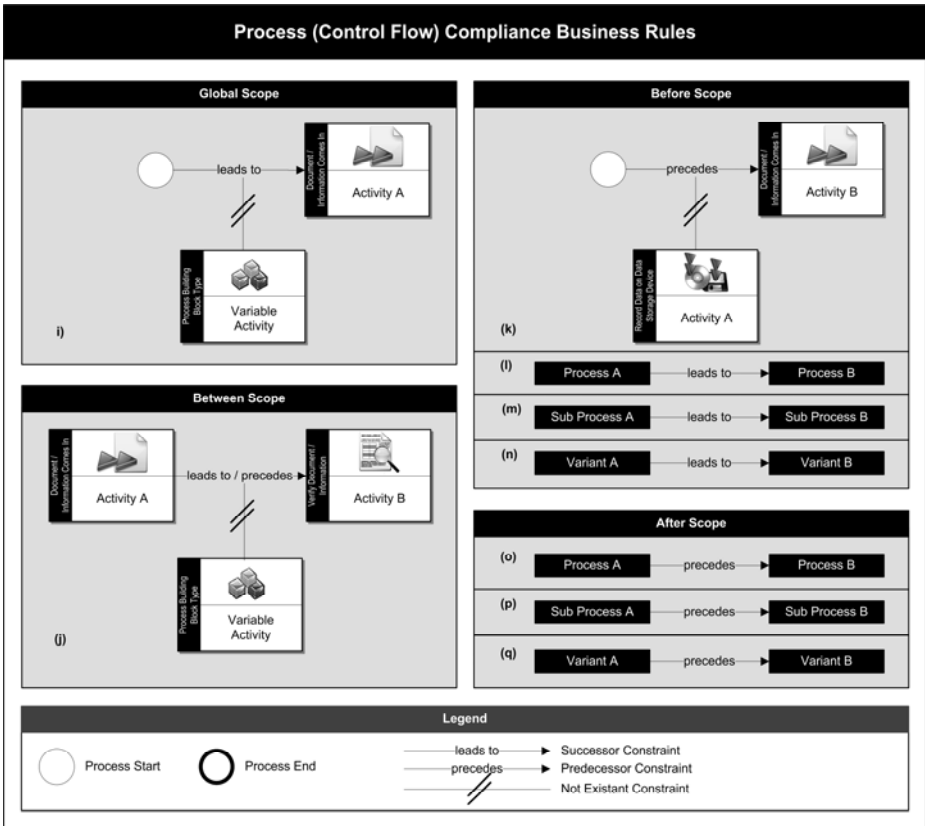 Process (Control Flow) Compliance Business Rules
Global Scope
leads to
Document /
Information Comes In
Activity A
Process Building
Block Type
Variable
Activity
i)
Between Scope
Document /
Information Comes In
Activity A
leads to / precedes
Verify Document /
Information
Activity B
Process Building
Block Type
Variable
Activity
(j)
Before Scope
precedes
Document /
Information Comes In
Activity B
Record Data on Data
Storage Device
Activity A
(k)
(l)
Process A
leads to
Process B
(m)
Sub Process A
leads to
Sub Process B
(n)
Variant A
leads to
Variant B
After Scope
(o)
Process A
precedes
Process B
(p)
Sub Process A
precedes
Sub Process B
(q)
Variant A
precedes
Variant B
Legend
Process Start
Process End
leads to
Successor Constraint
precedes
Predecessor Constraint
Not Existant Constraint